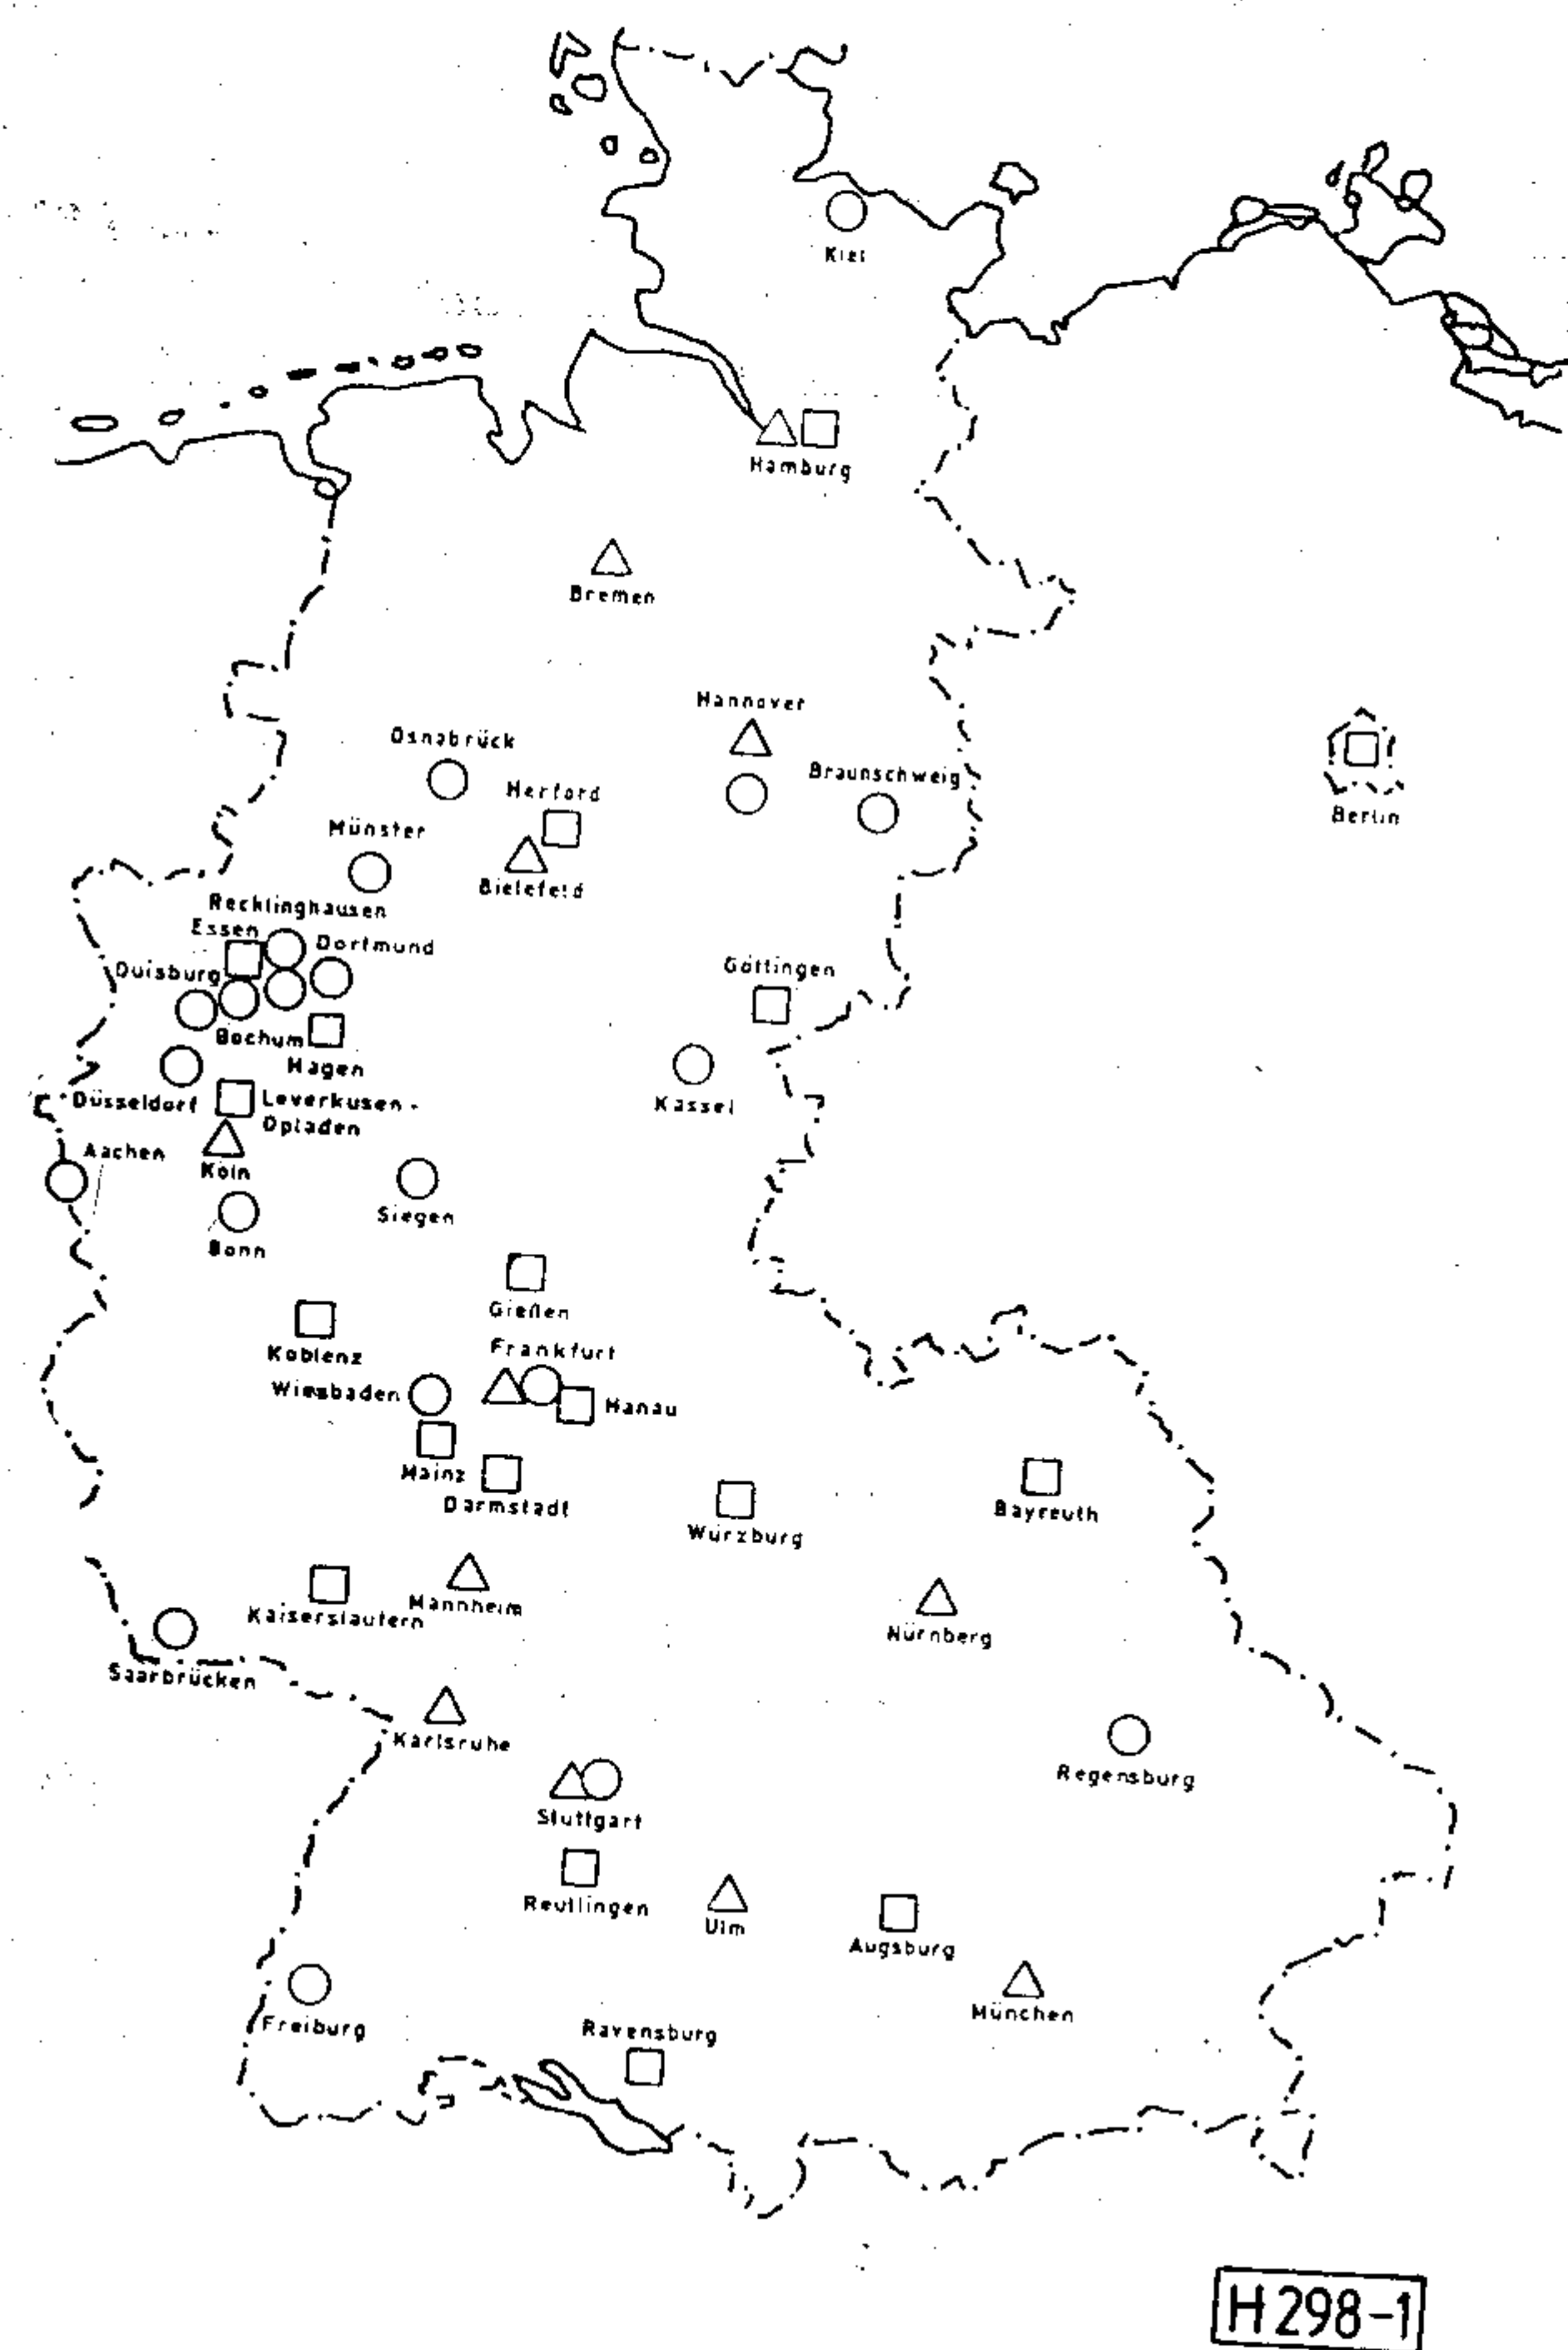 Kiel
Hamburg
Bremen
Hannover
Osnabrück
Braunschweig
Herford
Berlin
Münster
Bielefeld
Recklinghausen
Essen
Dortmund
Duisburg
Göttingen
Bochum
Hagen
Düsseldorf
Leverkusen-
Opladen
Kassel
Aachen
Köln
Siegen
Bonn
Gießen
Koblenz
Frankfurt
Wiesbaden
Hanau
Mainz
Darmstadt
Würzburg
Bayreuth
Kaiserslautern
Mannheim
Nürnberg
Saarbrücken
Karlsruhe
Regensburg
Stuttgart
Reutlingen
Ulm
Augsburg
München
Freiburg
Ravensburg
H298-1